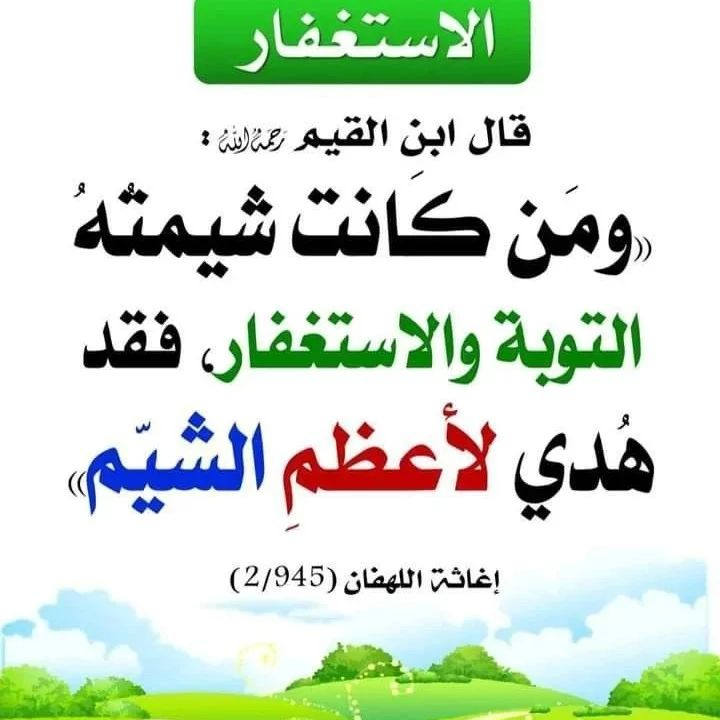 الاستغفار
قال ابن القيم رحمه الله :
((ومَن كَانت شيمتُهُ
التوبة والاستغفار، فقد
هُدي لأعظمِ الشيّم))
إغاثة اللهفان (2/945)